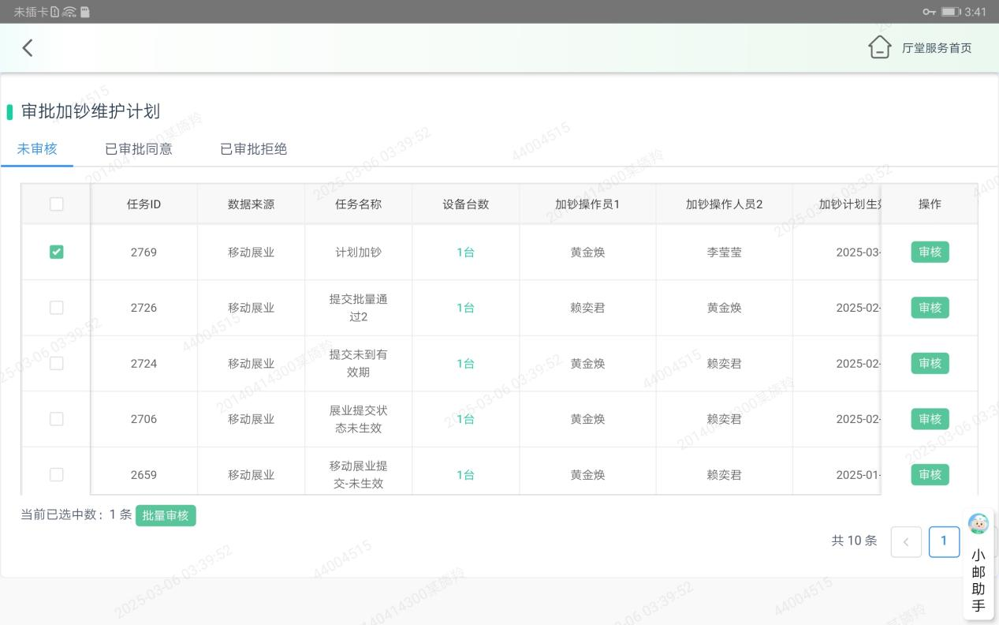 未插卡
3:41
厅堂服务首页
审批加钞维护计划
未审核 已审批同意 已审批拒绝
任务ID 数据来源 任务名称 设备台数 加钞操作员1 加钞操作人员2 加钞计划生效 操作
2769 移动展业 计划加钞 1台 黄金焕 李莹莹 2025-03- 审核
2726 移动展业 提交批量通过2 1台 赖奕君 黄金焕 2025-02- 审核
2724 移动展业 提交未到有效期 1台 黄金焕 赖奕君 2025-02- 审核
2706 移动展业 展业提交状态未生效 1台 黄金焕 赖奕君 2025-02- 审核
2659 移动展业 移动展业提交-未生效 1台 黄金焕 赖奕君 2025-01- 审核
当前已选中数: 1 条 批量审核
共 10 条 1
小邮助手
44004515
2025-03-06 03:39:52